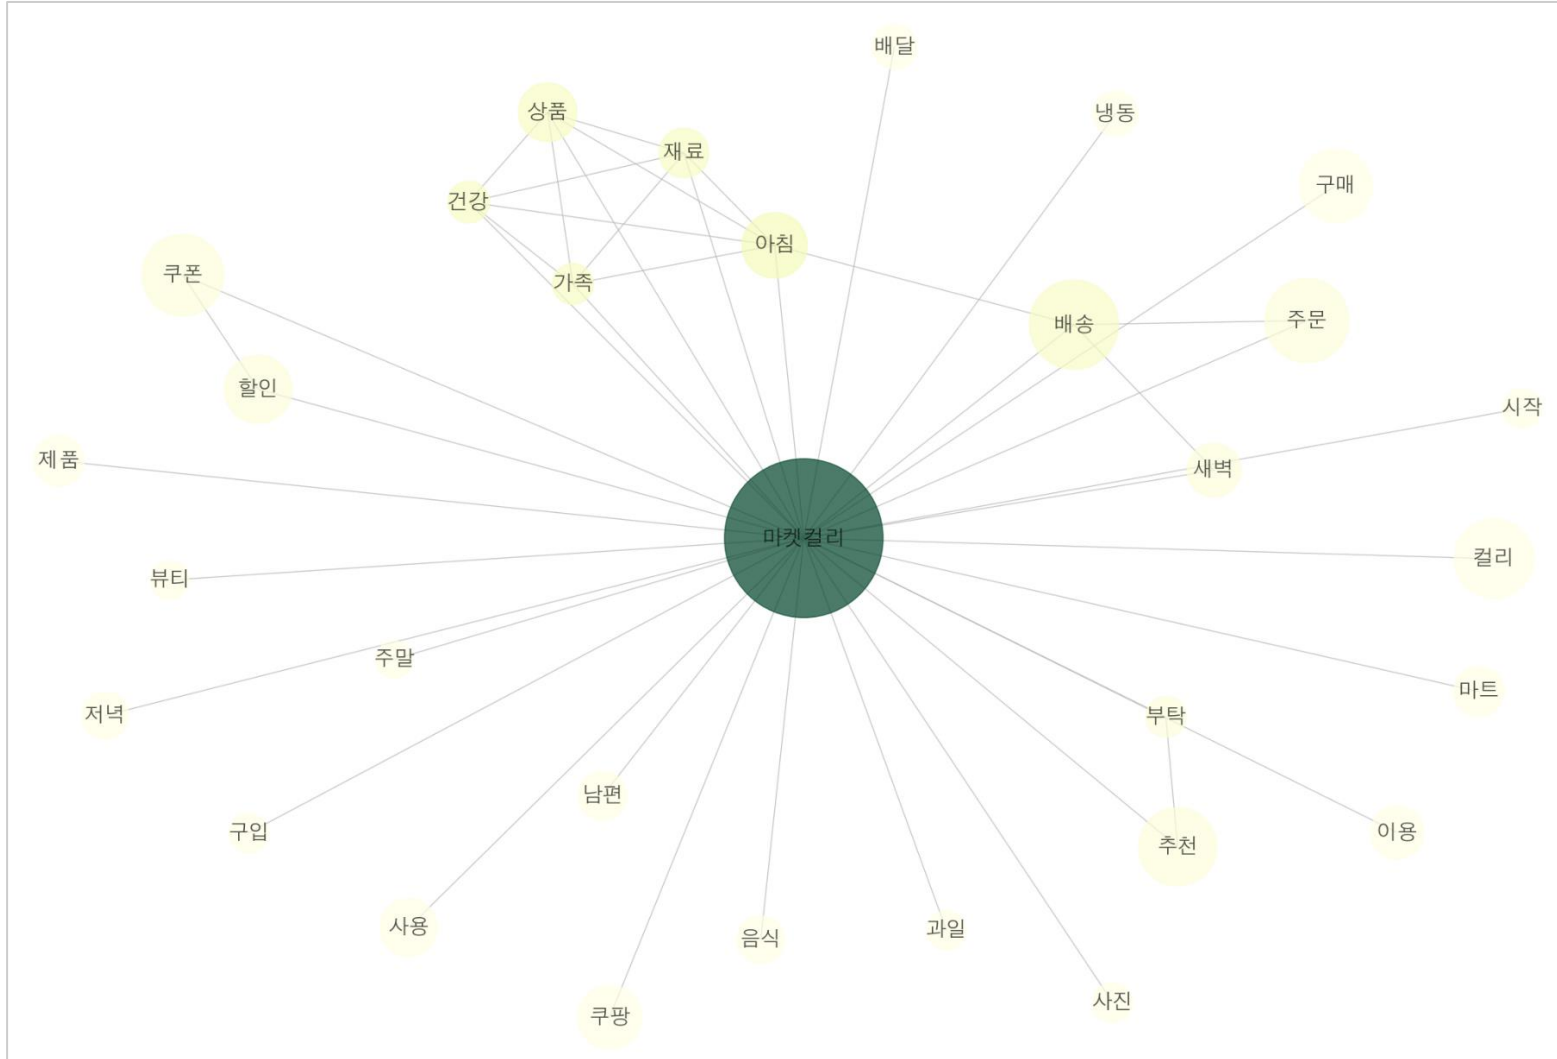 배달
상품
냉동
재료
구매
건강
아침
쿠폰
가족
주문
배송
할인
시작
제품
새벽
마켓컬리
컬리
뷰티
주말
마트
저녁
부탁
남편
구입
이용
추천
사용
과일
음식
사진
쿠팡